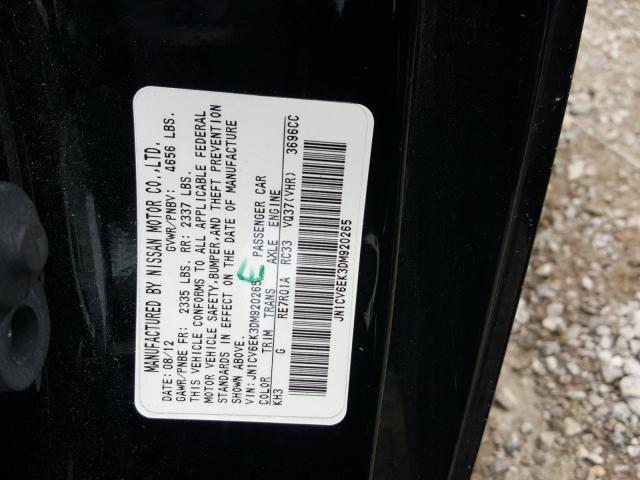 MANUFACTURED BY NISSAN MOTOR CO.,LTD.
DATE: 08/12 GVWR/PNBV: 4656 LBS.
GAWR/PNBE FR: 2335 LBS. RR: 2337 LBS.
THIS VEHICLE CONFORMS TO ALL APPLICABLE FEDERAL
MOTOR VEHICLE SAFETY,BUMPER,AND THEFT PREVENTION
STANDARDS IN EFFECT ON THE DATE OF MANUFACTURE
SHOWN ABOVE.
VIN: JN1CV6EK3DM920265 E PASSENGER CAR
COLOR TRIM TRANS AXLE ENGINE
KH3 G RE7R01A RC33 VQ37(VHR) 3696CC
JN1CV6EK3DM920265